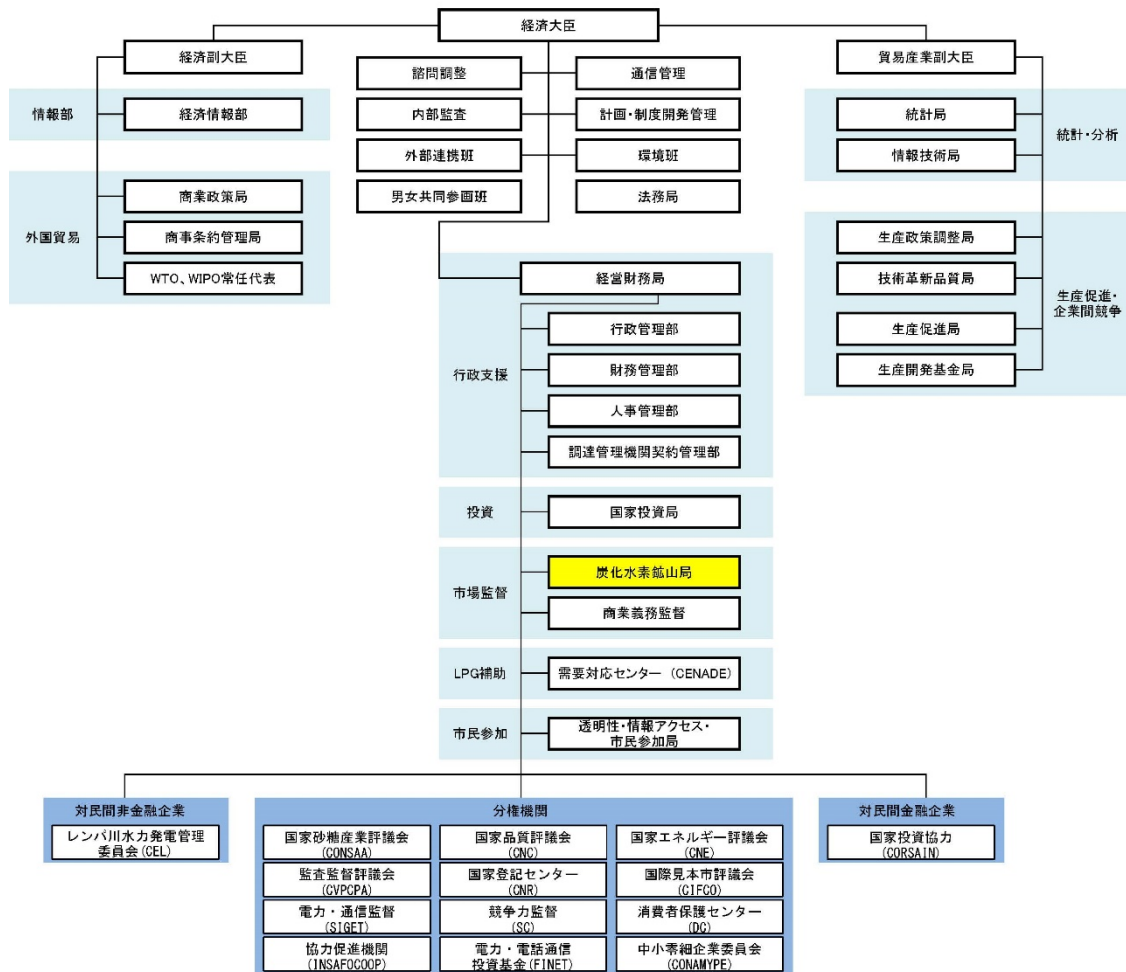 経済大臣
経済副大臣
貿易産業副大臣
諮問調整
通信管理
内部監査
計画・制度開発管理
外部連携班
環境班
男女共同参画班
法務局
情報部
経済情報部
外国貿易
商業政策局
商事条約管理局
WTO、WIPO常任代表
統計局
情報技術局
統計・分析
生産政策調整局
技術革新品質局
生産促進局
生産開発基金局
生産促進・
企業間競争
経営財務局
行政支援
行政管理部
財務管理部
人事管理部
調達管理機関契約管理部
投資
国家投資局
市場監督
炭化水素鉱山局
商業義務監督
LPG補助
需要対応センター (CENADE)
市民参加
透明性・情報アクセス・
市民参加局
対民間非金融企業
レンパ川水力発電管理
委員会(CEL)
分権機関
国家砂糖産業評議会
(CONSAA)
国家品質評議会
(CNC)
国家エネルギー評議会
(CNE)
監査監督評議会
(CVPCPA)
国家登記センター
(CNR)
国際見本市評議会
(CIFCO)
電力・通信監督
(SIGET)
競争力監督
(SC)
消費者保護センター
(DC)
協力促進機関
(INSAFOCOOP)
電力・電話通信
投資基金(FINET)
中小零細企業委員会
(CONAMYPE)
対民間金融企業
国家投資協力
(CORSAIN)